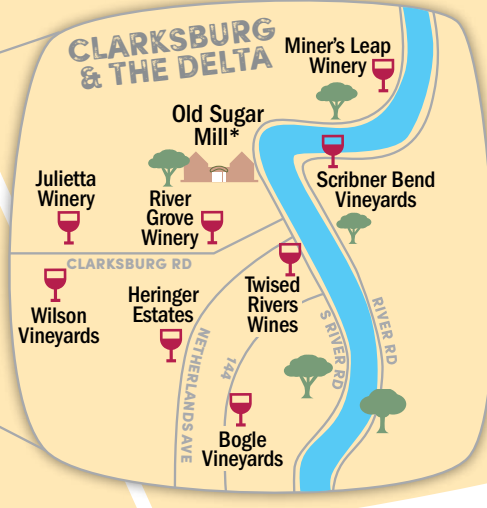 CLARKSBURG
& THE DELTA
Miner's Leap
Winery
Old Sugar
Mill*
Julietta
Winery
River
Grove
Winery
Scribner Bend
Vineyards
CLARKSBURG RD
Wilson
Vineyards
Heringer
Estates
Twised
Rivers
Wines
NETHERLANDS AVE
144
S RIVER RD
RIVER RD
Bogle
Vineyards